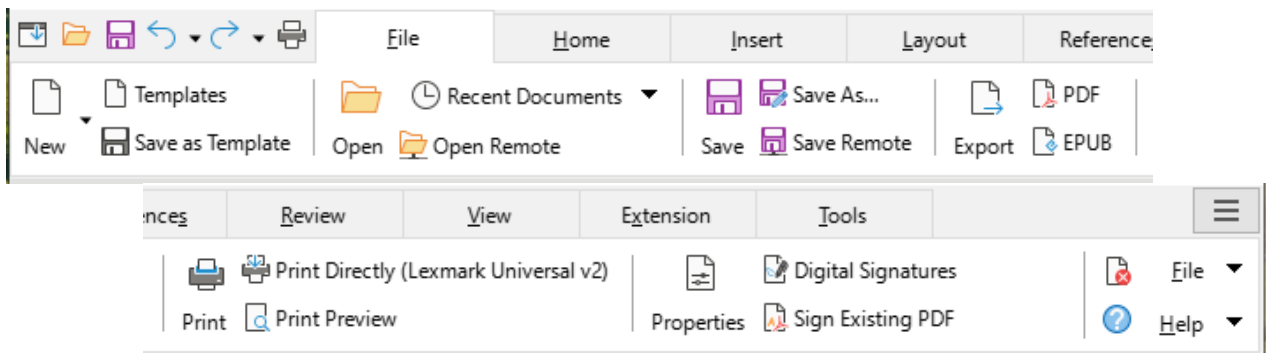 File Home Insert Layout Reference
Templates Recent Documents Save As... PDF
New Save as Template Open Open Remote Save Save Remote Export EPUB
ences Review View Extension Tools
Print Directly (Lexmark Universal v2) Digital Signatures File
Print Print Preview Properties Sign Existing PDF Help